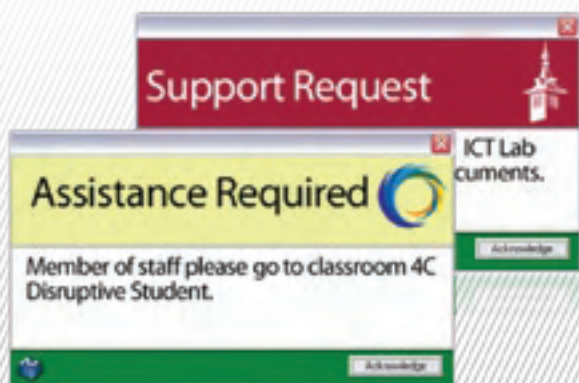 Support Request
ICT Lab
cuments.
Acknowledge
Assistance Required
Member of staff please go to classroom 4C
Disruptive Student.
Acknowledge